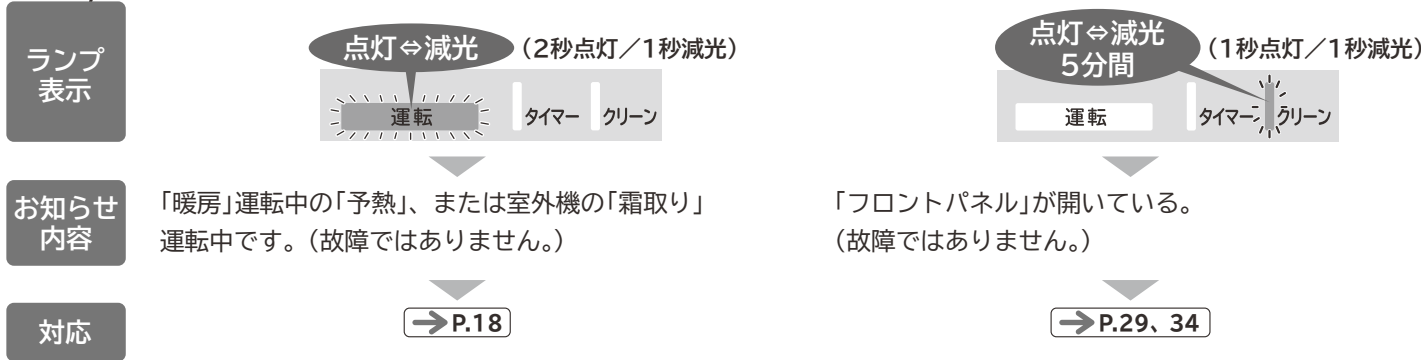 ランプ
表示
点灯⇔減光
(2秒点灯／1秒減光)
運転
タイマー
クリーン
点灯⇔減光
5分間
(1秒点灯／1秒減光)
運転
タイマー
クリーン
お知らせ
内容
「暖房」運転中の「予熱」、または室外機の「霜取り」
運転中です。(故障ではありません。)
「フロントパネル」が開いている。
(故障ではありません。)
対応
→P.18
→P.29、34